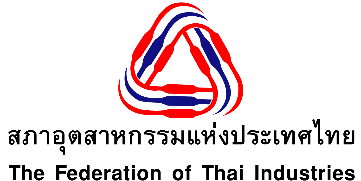 สภาอุตสาหกรรมแห่งประเทศไทย
The Federation of Thai Industries